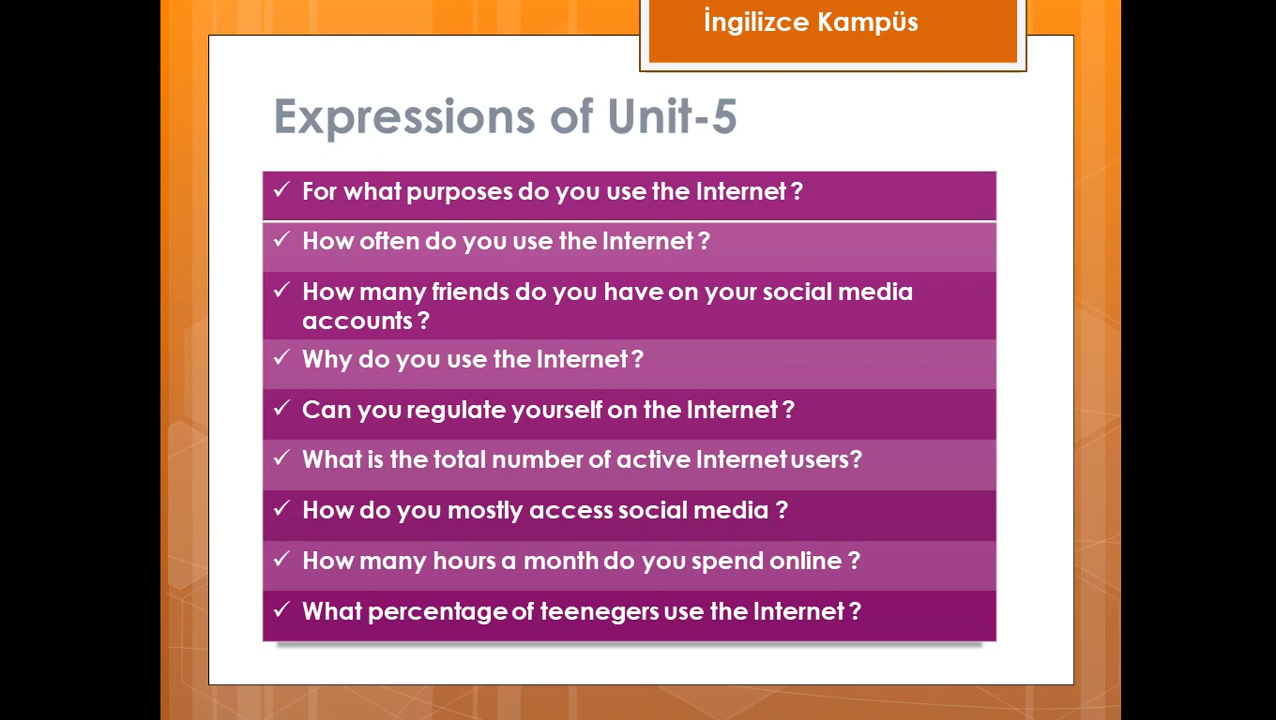 İngilizce Kampüs
Expressions of Unit-5
✓ For what purposes do you use the Internet ?
✓ How often do you use the Internet ?
✓ How many friends do you have on your social media
accounts ?
✓ Why do you use the Internet ?
✓ Can you regulate yourself on the Internet ?
✓ What is the total number of active Internet users?
✓ How do you mostly access social media ?
✓ How many hours a month do you spend online ?
✓ What percentage of teenegers use the Internet ?